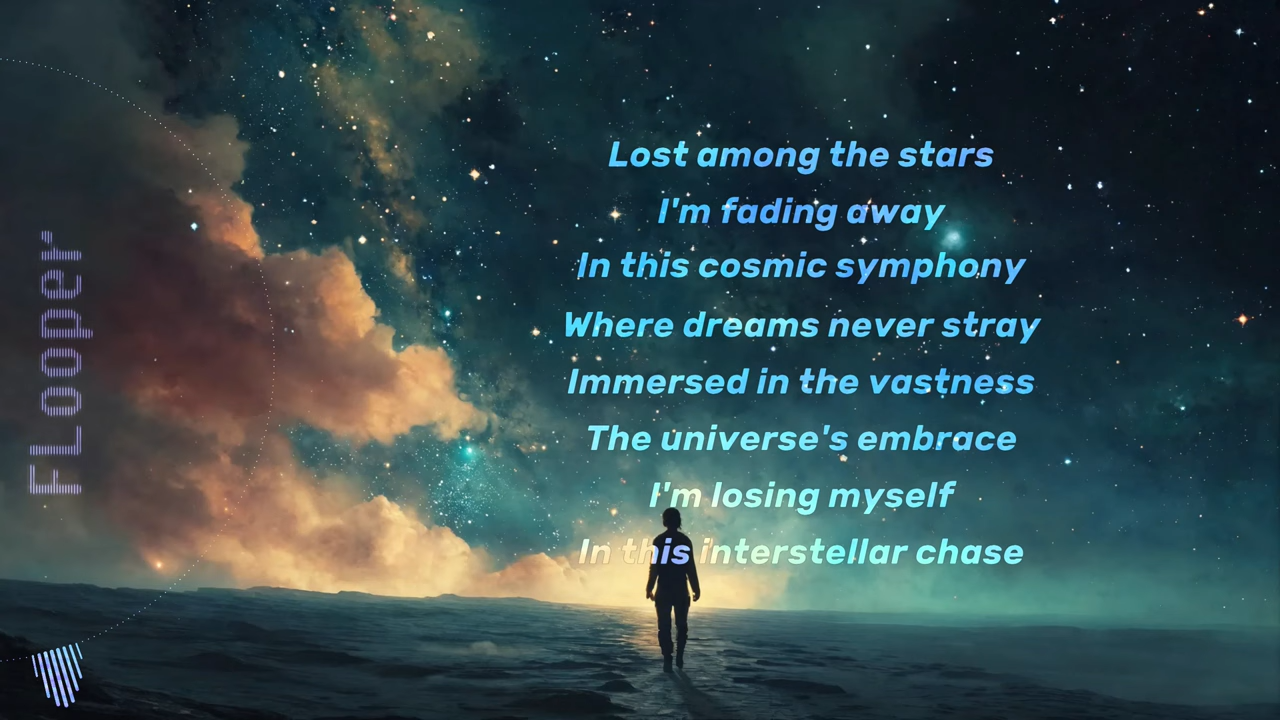 FLooper
Lost among the stars
I'm fading away
In this cosmic symphony
Where dreams never stray
Immersed in the vastness
The universe's embrace
I'm losing myself
In this interstellar chase